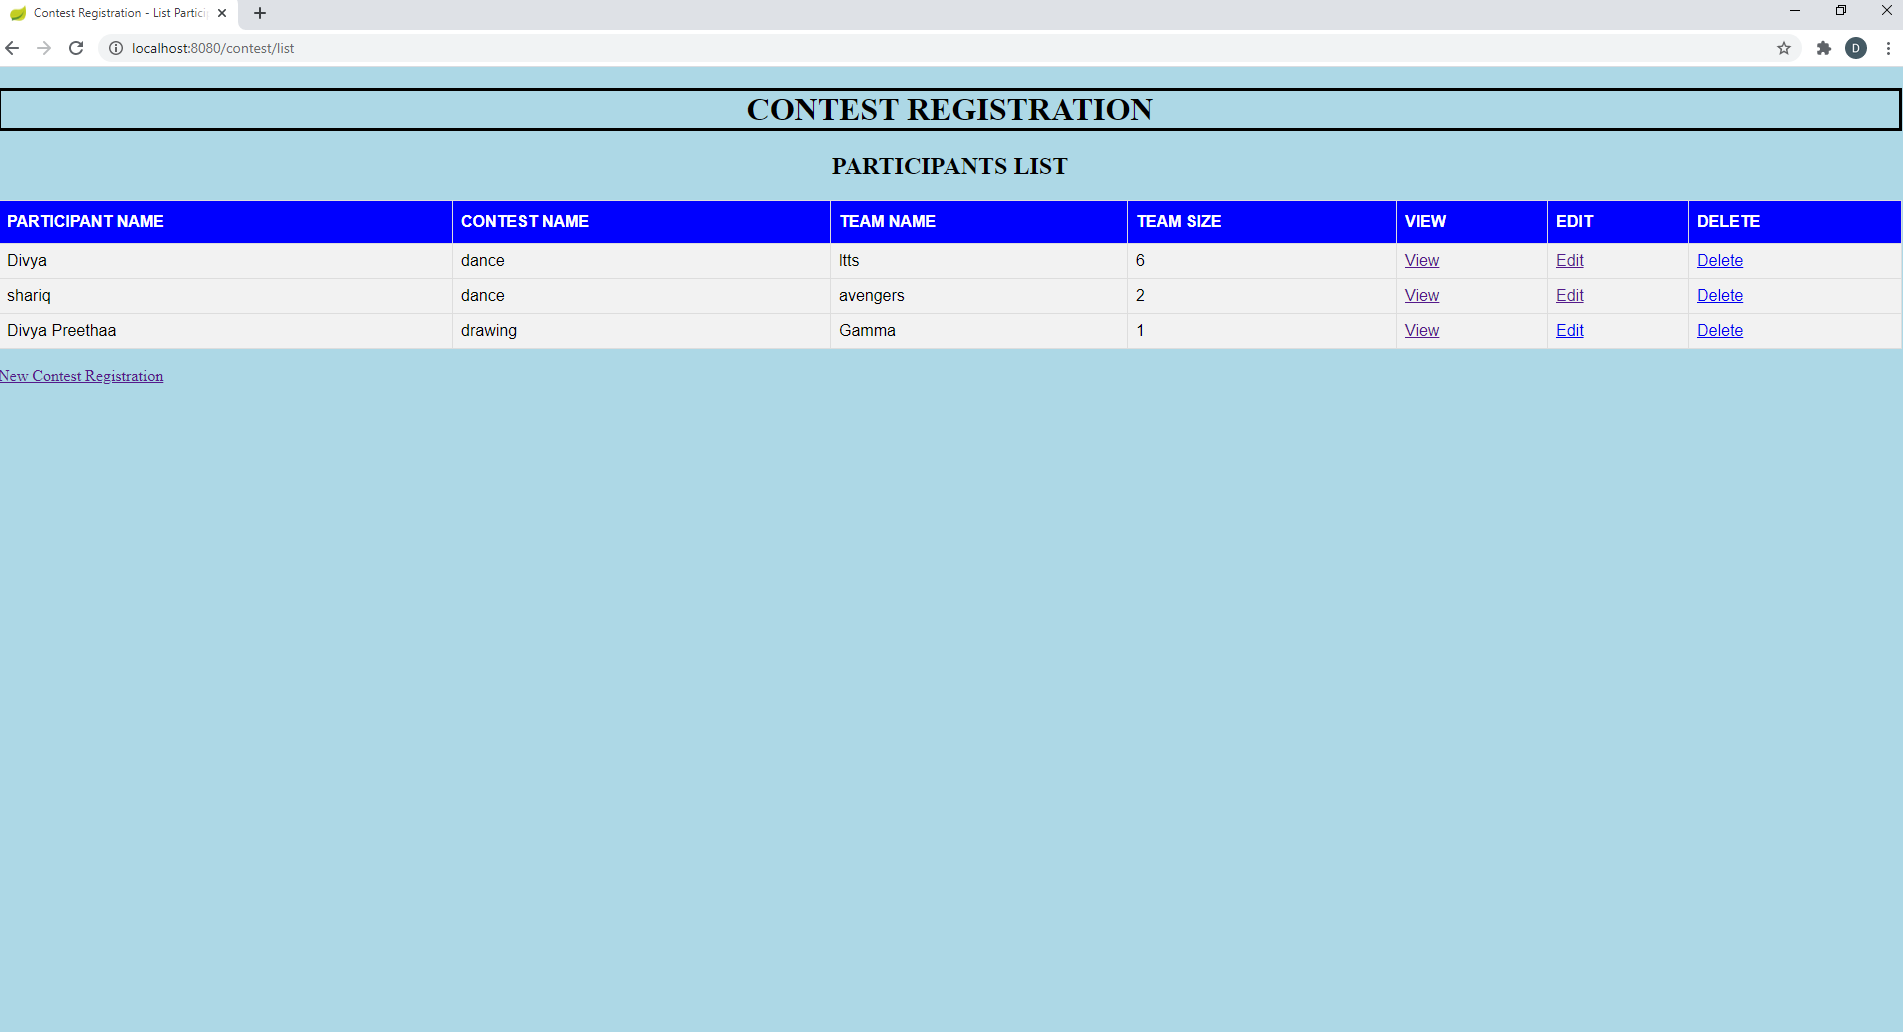 Contest Registration - List Partici
localhost:8080/contest/list
D
CONTEST REGISTRATION
PARTICIPANTS LIST
PARTICIPANT NAME CONTEST NAME TEAM NAME TEAM SIZE VIEW EDIT DELETE
Divya dance ltts 6 View Edit Delete
shariq dance avengers 2 View Edit Delete
Divya Preethaa drawing Gamma 1 View Edit Delete
New Contest Registration